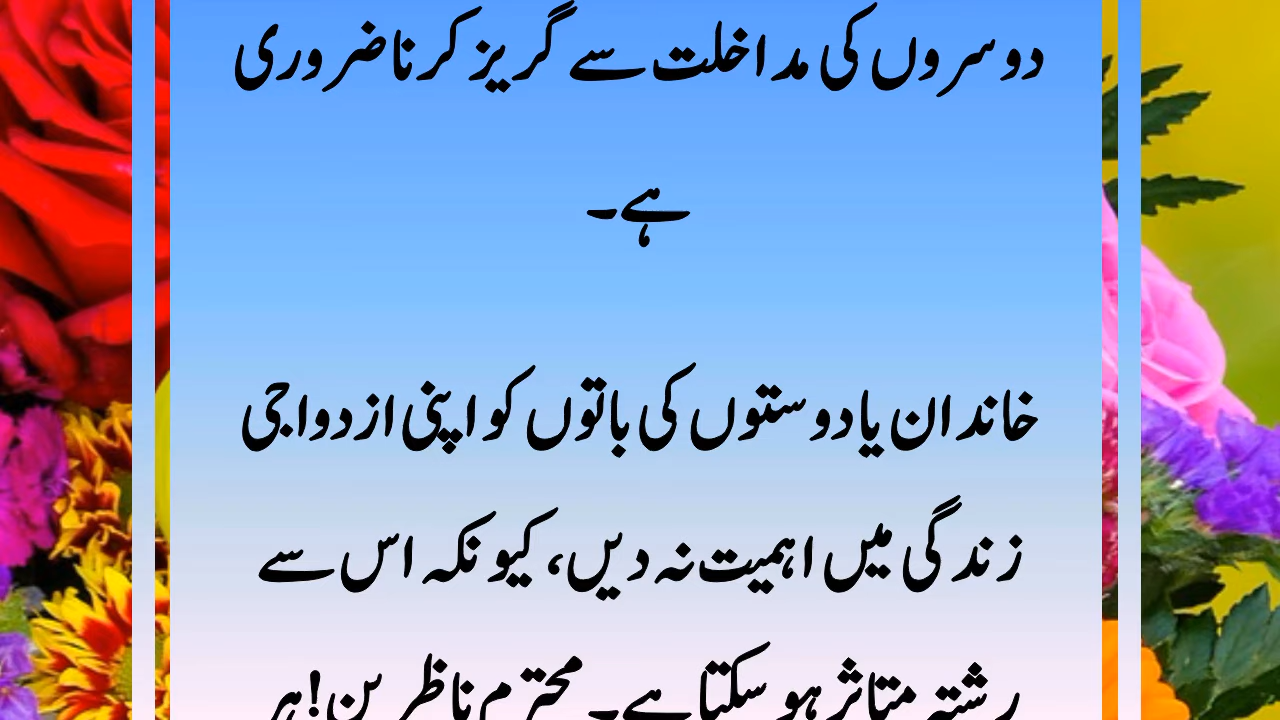 دوسروں کی مداخلت سے گریز کرنا ضروری
ہے۔
خاندان یا دوستوں کی باتوں کو اپنی ازدواجی
زندگی میں اہمیت نہ دیں، کیونکہ اس سے
رشتہ متاثر ہو سکتا ہے۔ محترم ناظرین! ہر